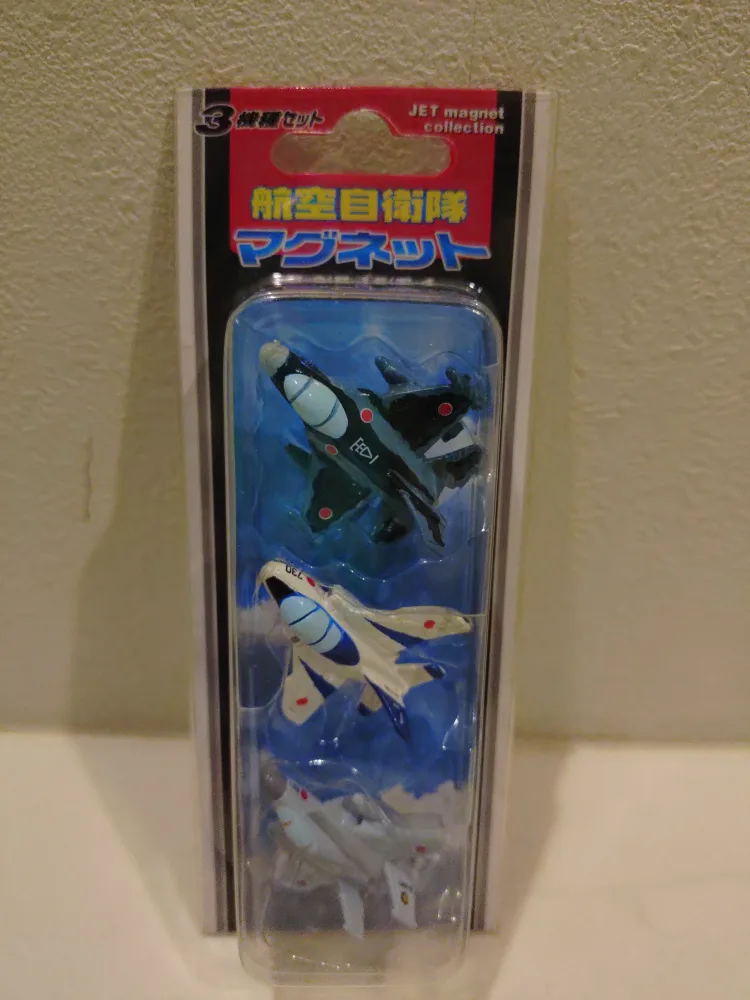 3機種セット
JET magnet
collection
航空自衛隊
マグネット
730